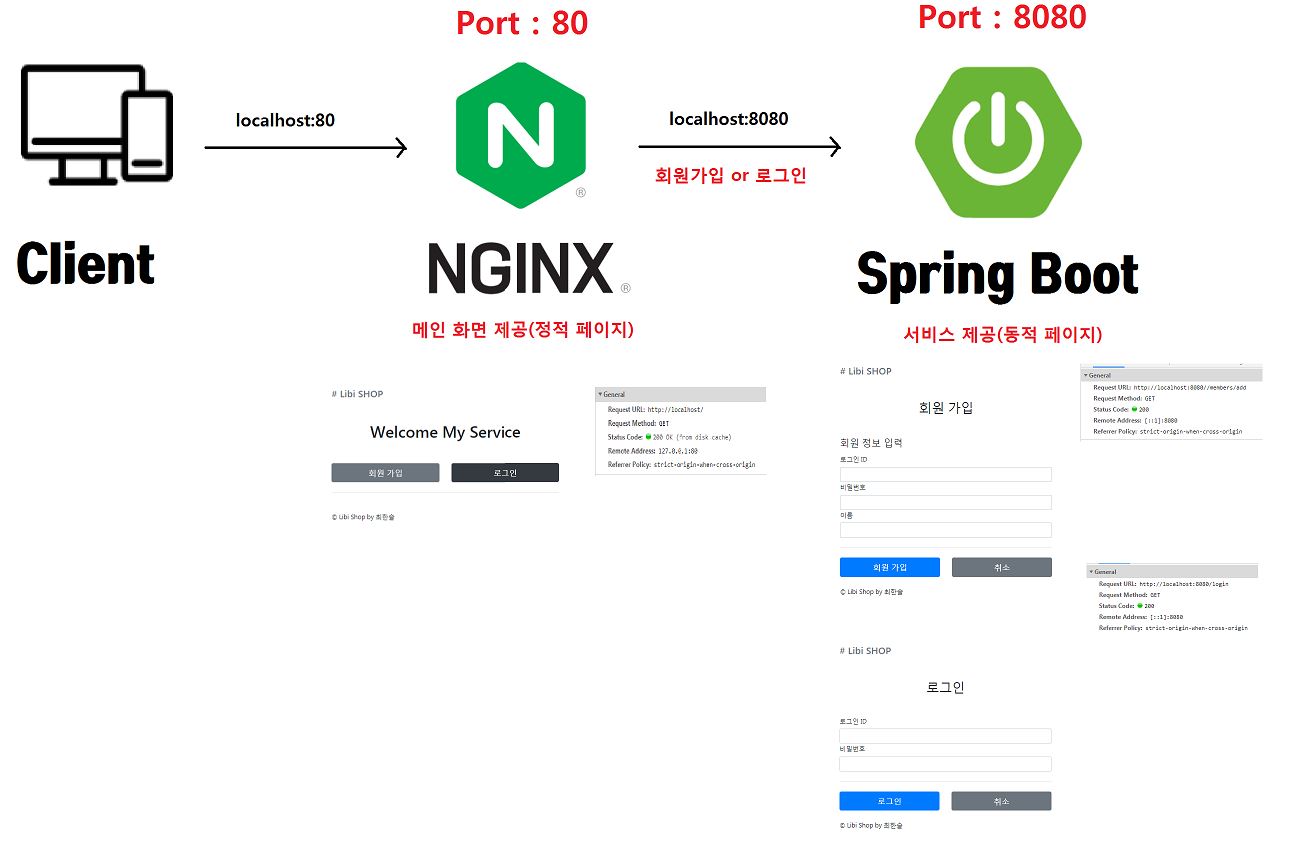 Port : 80
Port : 8080
localhost:80
localhost:8080
회원가입 or 로그인
N
®
Client
NGINX ®
Spring Boot
메인 화면 제공(정적 페이지)
서비스 제공(동적 페이지)
# Libi SHOP
Welcome My Service
회원 가입
로그인
© Libi Shop by 최한솔
▼ General
Request URL: http://localhost/
Request Method: GET
Status Code: 200 OK (from disk cache)
Remote Address: 127.0.0.1:80
Referrer Policy: strict-origin-when-cross-origin
# Libi SHOP
회원 가입
회원 정보 입력
로그인 ID
비밀번호
이름
회원 가입
취소
© Libi Shop by 최한솔
▼ General
Request URL: http://localhost:8080//members/add
Request Method: GET
Status Code: 200
Remote Address: [::1]:8080
Referrer Policy: strict-origin-when-cross-origin
▼ General
Request URL: http://localhost:8080/login
Request Method: GET
Status Code: 200
Remote Address: [::1]:8080
Referrer Policy: strict-origin-when-cross-origin
# Libi SHOP
로그인
로그인 ID
비밀번호
로그인
취소
© Libi Shop by 최한솔